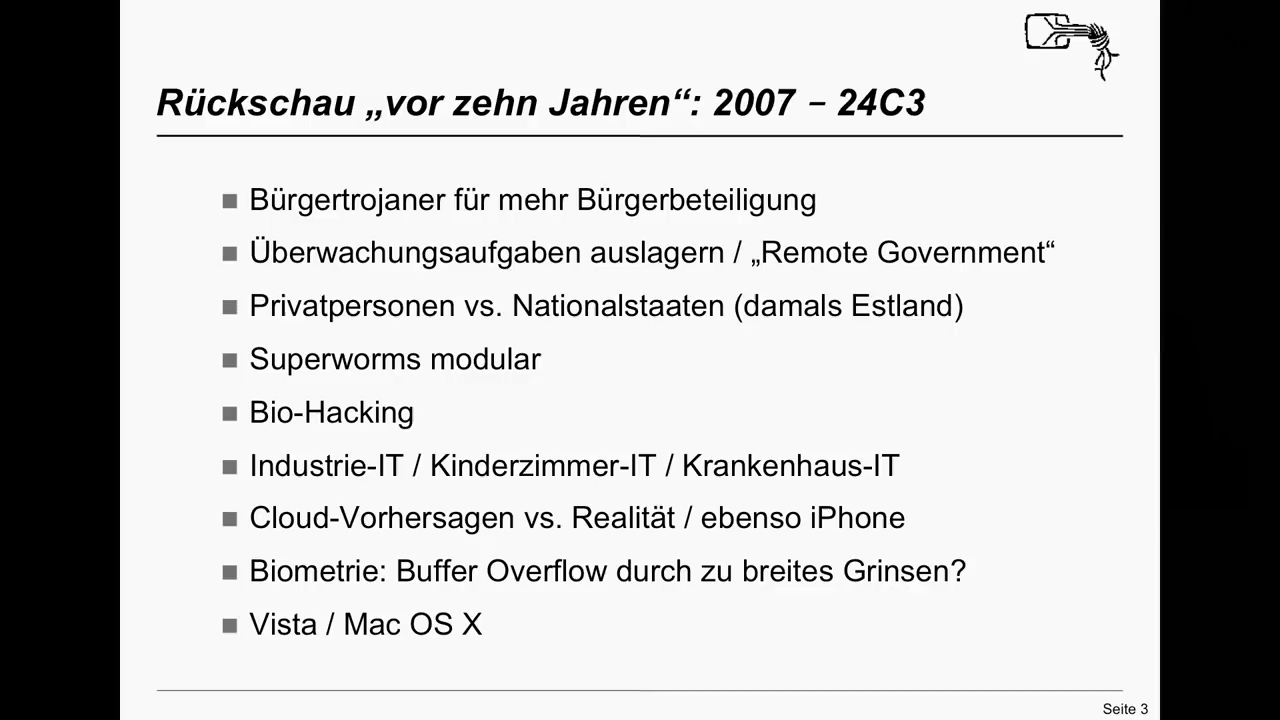 Rückschau „vor zehn Jahren“: 2007 – 24C3
■ Bürgertrojaner für mehr Bürgerbeteiligung
■ Überwachungsaufgaben auslagern / „Remote Government“
■ Privatpersonen vs. Nationalstaaten (damals Estland)
■ Superworms modular
■ Bio-Hacking
■ Industrie-IT / Kinderzimmer-IT / Krankenhaus-IT
■ Cloud-Vorhersagen vs. Realität / ebenso iPhone
■ Biometrie: Buffer Overflow durch zu breites Grinsen?
■ Vista / Mac OS X
Seite 3